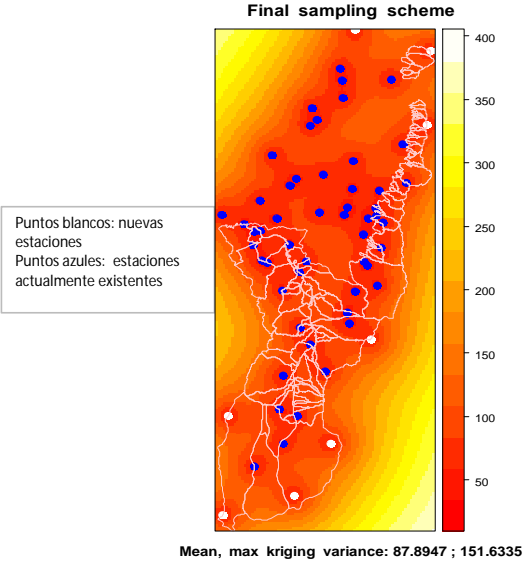 Final sampling scheme
Puntos blancos: nuevas
estaciones
Puntos azules: estaciones
actualmente existentes
400
350
300
250
200
150
100
50
Mean, max kriging variance: 87.8947 ; 151.6335